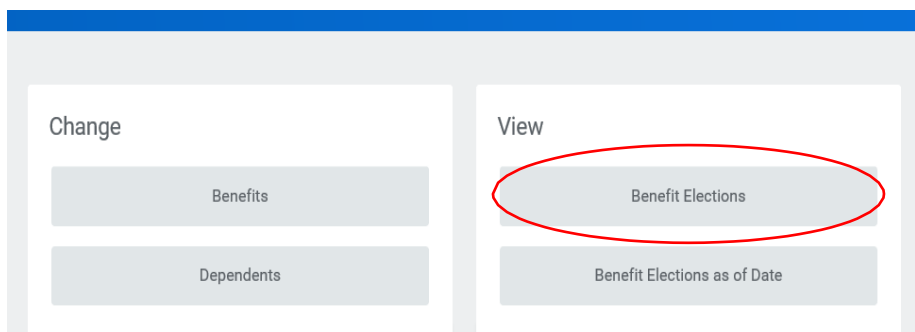 Change
Benefits
Dependents
View
Benefit Elections
Benefit Elections as of Date